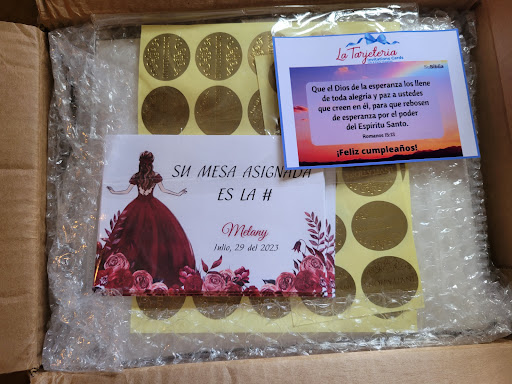 La Tarjeteria
Invitations Cards
SuBiblia
Que el Dios de la esperanza los llene
de toda alegría y paz a ustedes
que creen en él, para que rebosen
de esperanza por el poder
del Espíritu Santo.
Romanos 15:13
¡Feliz cumpleaños!
SU MESA ASIGNADA
ES LA #
Melany
Julio, 29 del 2023